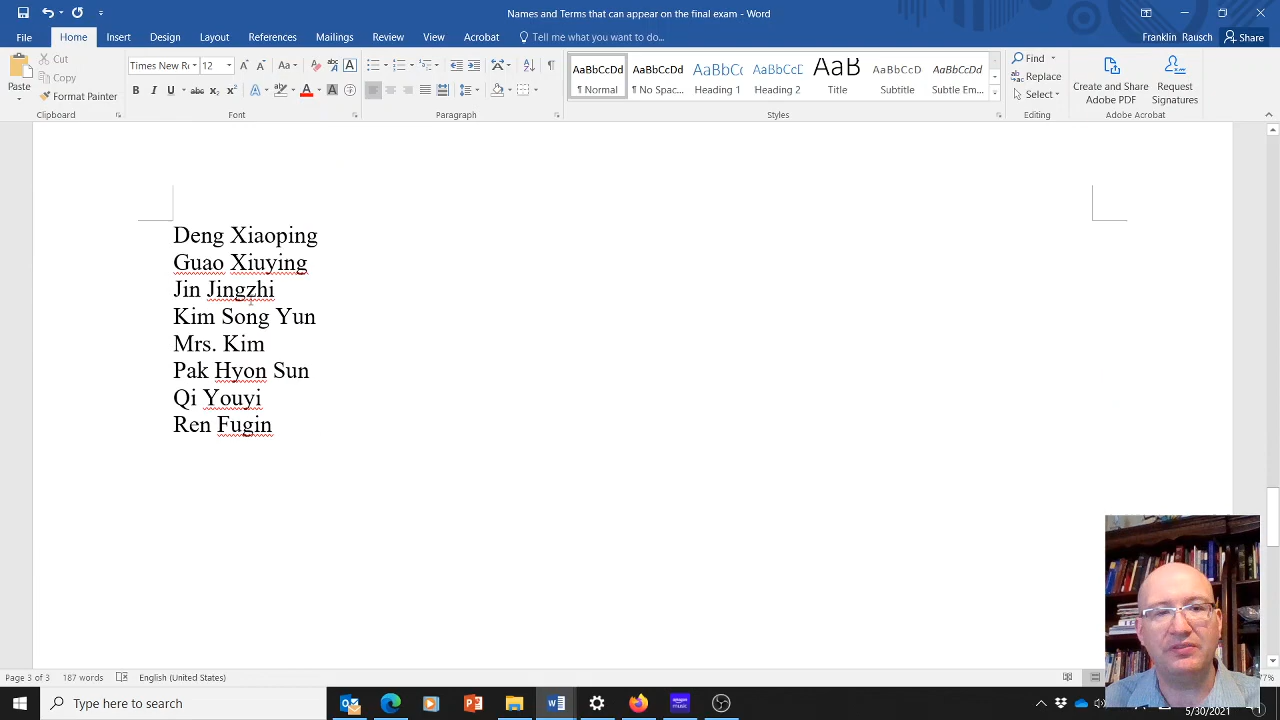 Names and Terms that can appear on the final exam - Word
File Home Insert Design Layout References Mailings Review View Acrobat Tell me what you want to do... Franklin Rausch Share
Paste
Cut
Copy
Format Painter
Clipboard
Times New Ro 12
Font
Paragraph
AaBbCcDd AaBbCcDd AaBbC AaBbCcC AaB AaBbCcD AaBbCcDd
¶ Normal ¶ No Spac... Heading 1 Heading 2 Title Subtitle Subtle Em...
Styles
Find
Replace
Select
Editing
Create and Share Adobe PDF
Request Signatures
Adobe Acrobat
Deng Xiaoping
Guao Xiuying
Jin Jingzhi
Kim Song Yun
Mrs. Kim
Pak Hyon Sun
Qi Youyi
Ren Fugin
Page 3 of 3 187 words English (United States)
Type here to search
5/30/2021